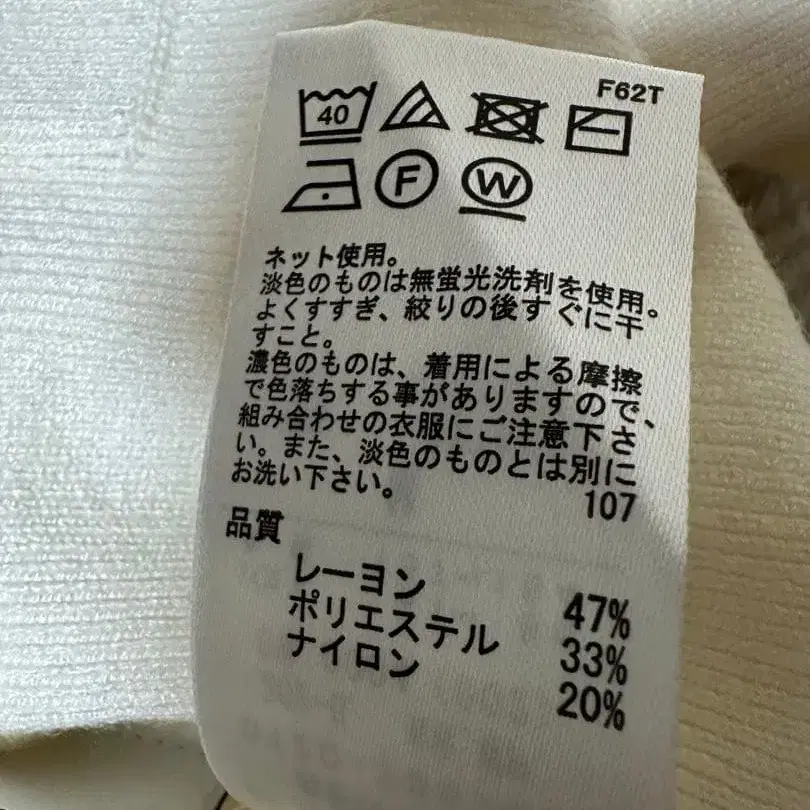 F62T
40
F W
ネット使用。
淡色のものは無蛍光洗剤を使用。
よくすすぎ、絞りの後すぐに干
すこと。
濃色のものは、着用による摩擦
で色落ちする事がありますので、
組み合わせの衣服にご注意下さ
い。また、淡色のものとは別に
お洗い下さい。
107
品質
レーヨン 47%
ポリエステル 33%
ナイロン 20%